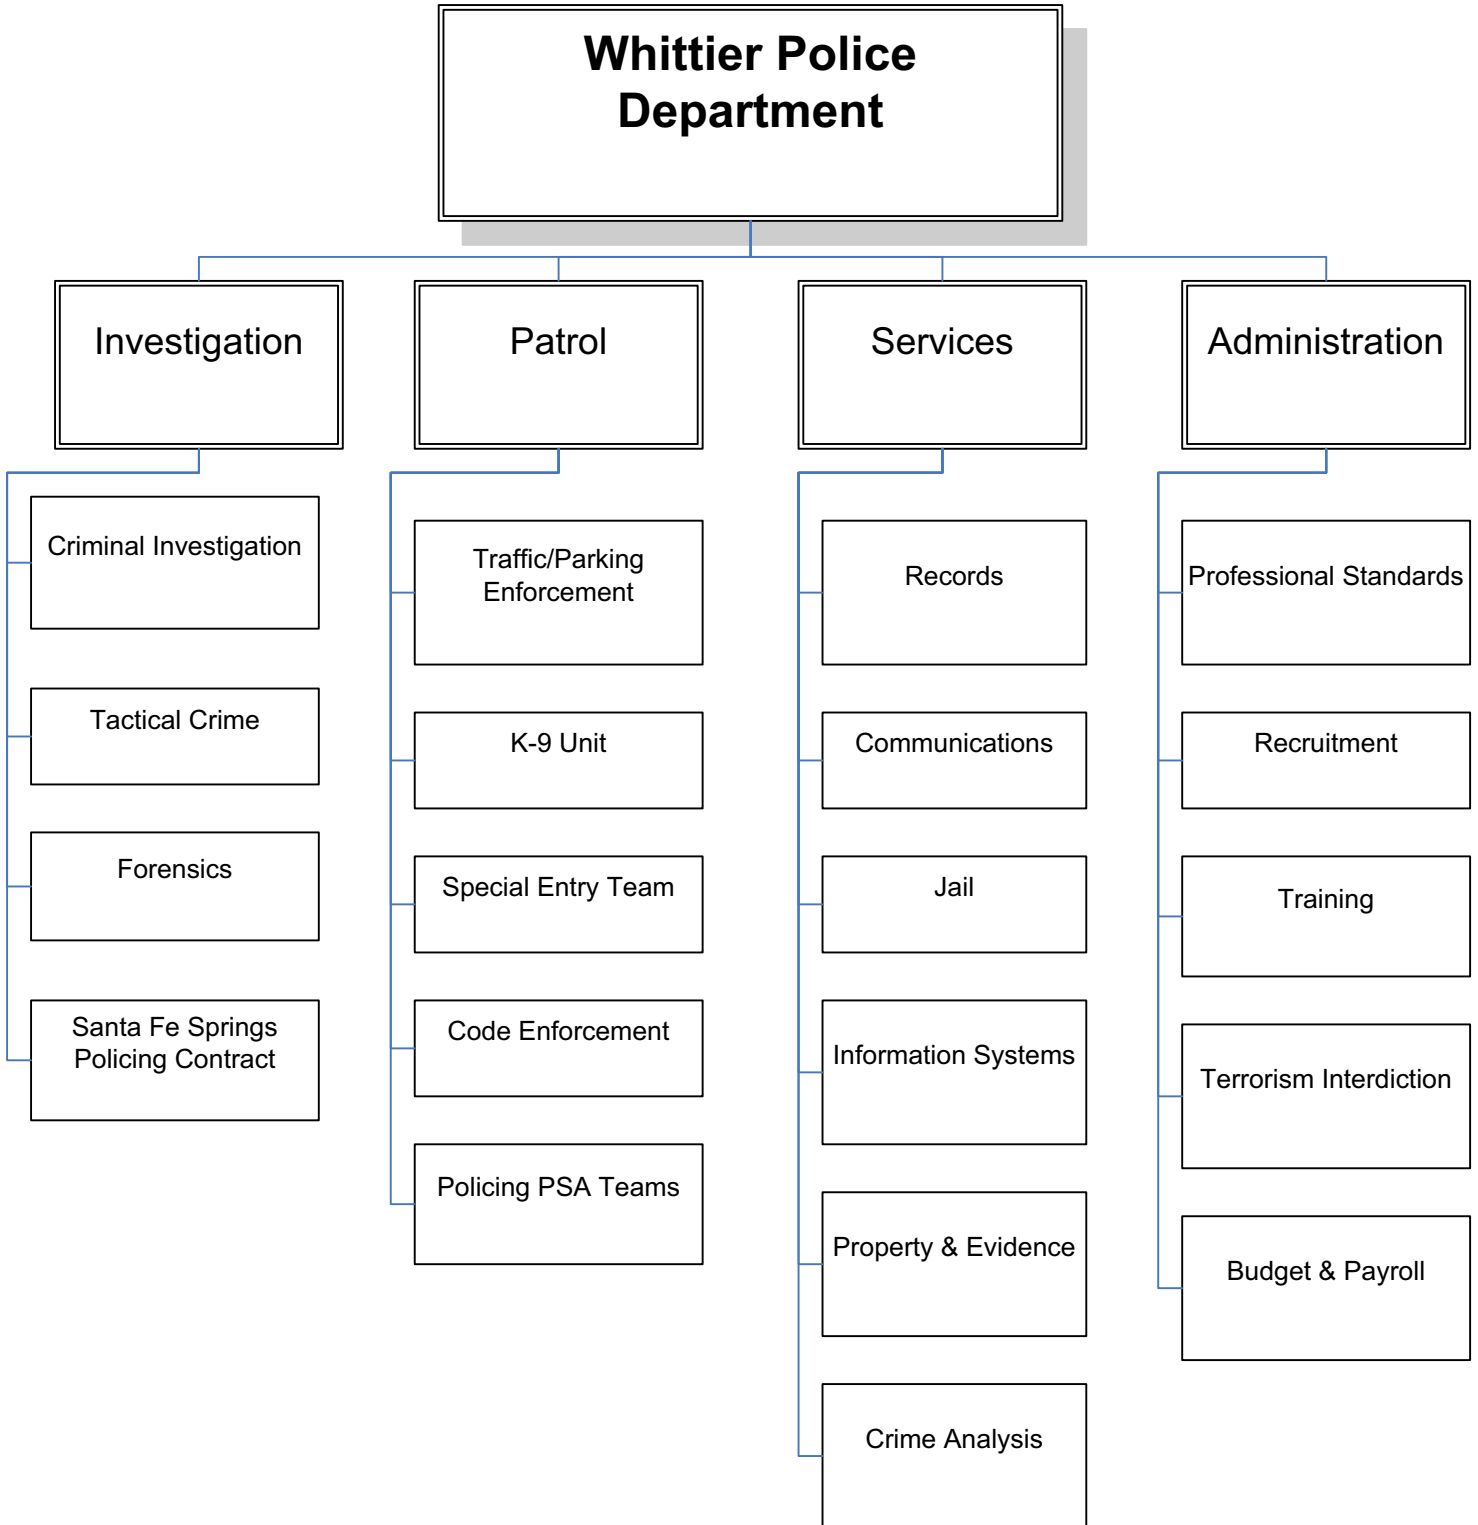 Whittier Police
Department
Investigation
Patrol
Services
Administration
Criminal Investigation
Tactical Crime
Forensics
Santa Fe Springs
Policing Contract
Traffic/Parking
Enforcement
K-9 Unit
Special Entry Team
Code Enforcement
Policing PSA Teams
Records
Communications
Jail
Information Systems
Property & Evidence
Crime Analysis
Professional Standards
Recruitment
Training
Terrorism Interdiction
Budget & Payroll